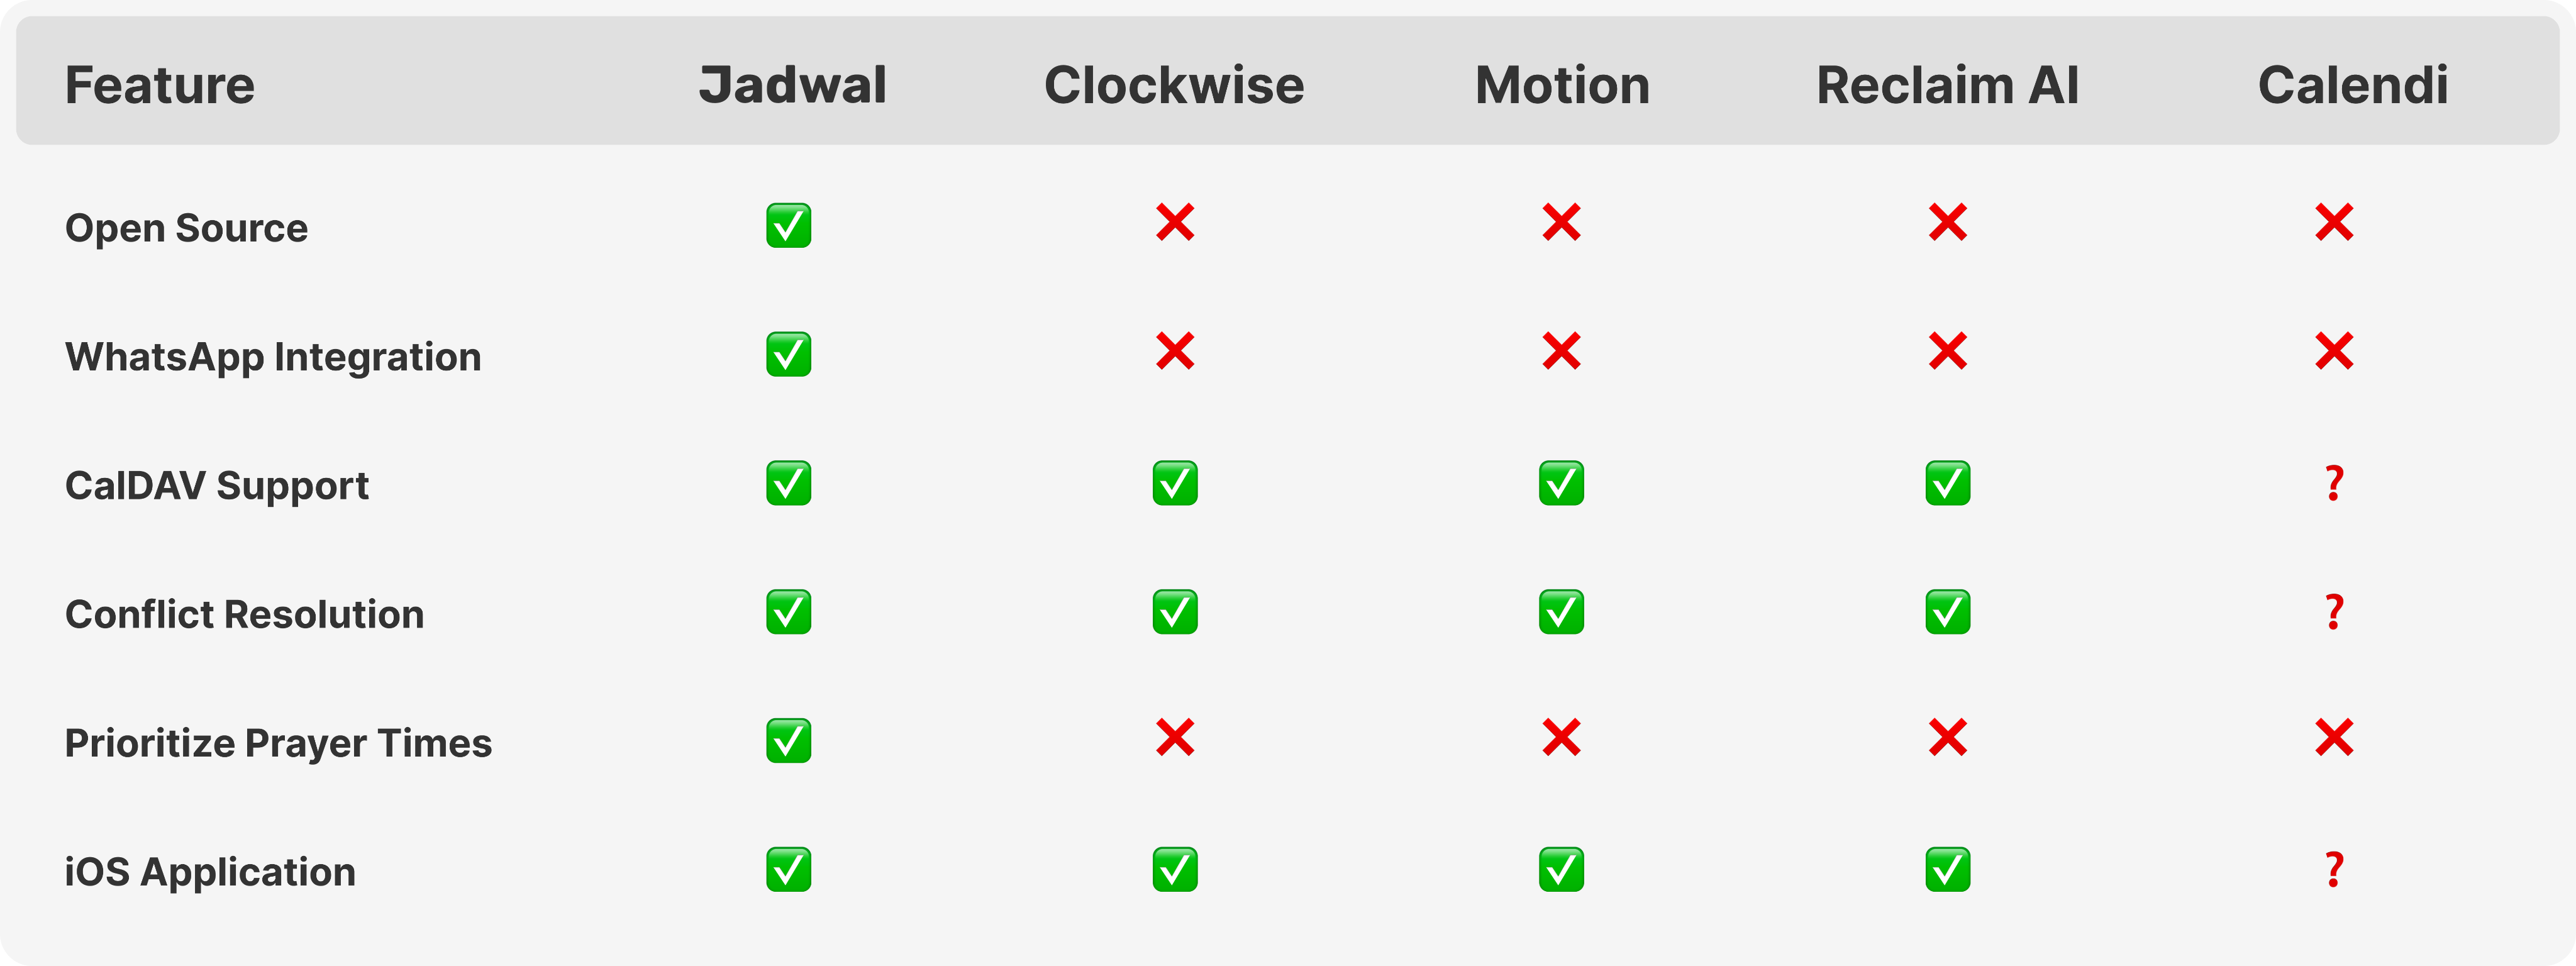 Feature Jadwal Clockwise Motion Reclaim AI Calendi
Open Source ✅ ❌ ❌ ❌ ❌
WhatsApp Integration ✅ ❌ ❌ ❌ ❌
CalDAV Support ✅ ✅ ✅ ✅ ❓
Conflict Resolution ✅ ✅ ✅ ✅ ❓
Prioritize Prayer Times ✅ ❌ ❌ ❌ ❌
iOS Application ✅ ✅ ✅ ✅ ❓